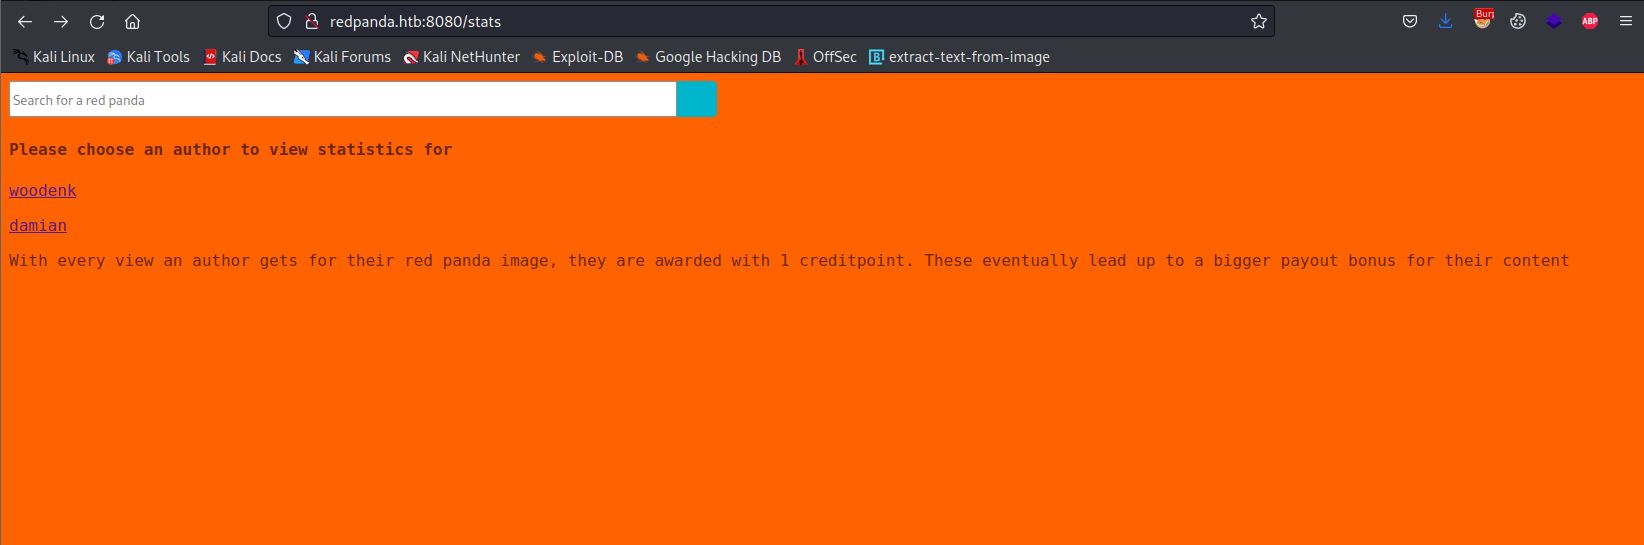 redpanda.htb:8080/stats
Burp
ABP
Kali Linux Kali Tools Kali Docs Kali Forums Kali NetHunter Exploit-DB Google Hacking DB OffSec extract-text-from-image
Search for a red panda
Please choose an author to view statistics for
woodenk
damian
With every view an author gets for their red panda image, they are awarded with 1 creditpoint. These eventually lead up to a bigger payout bonus for their content